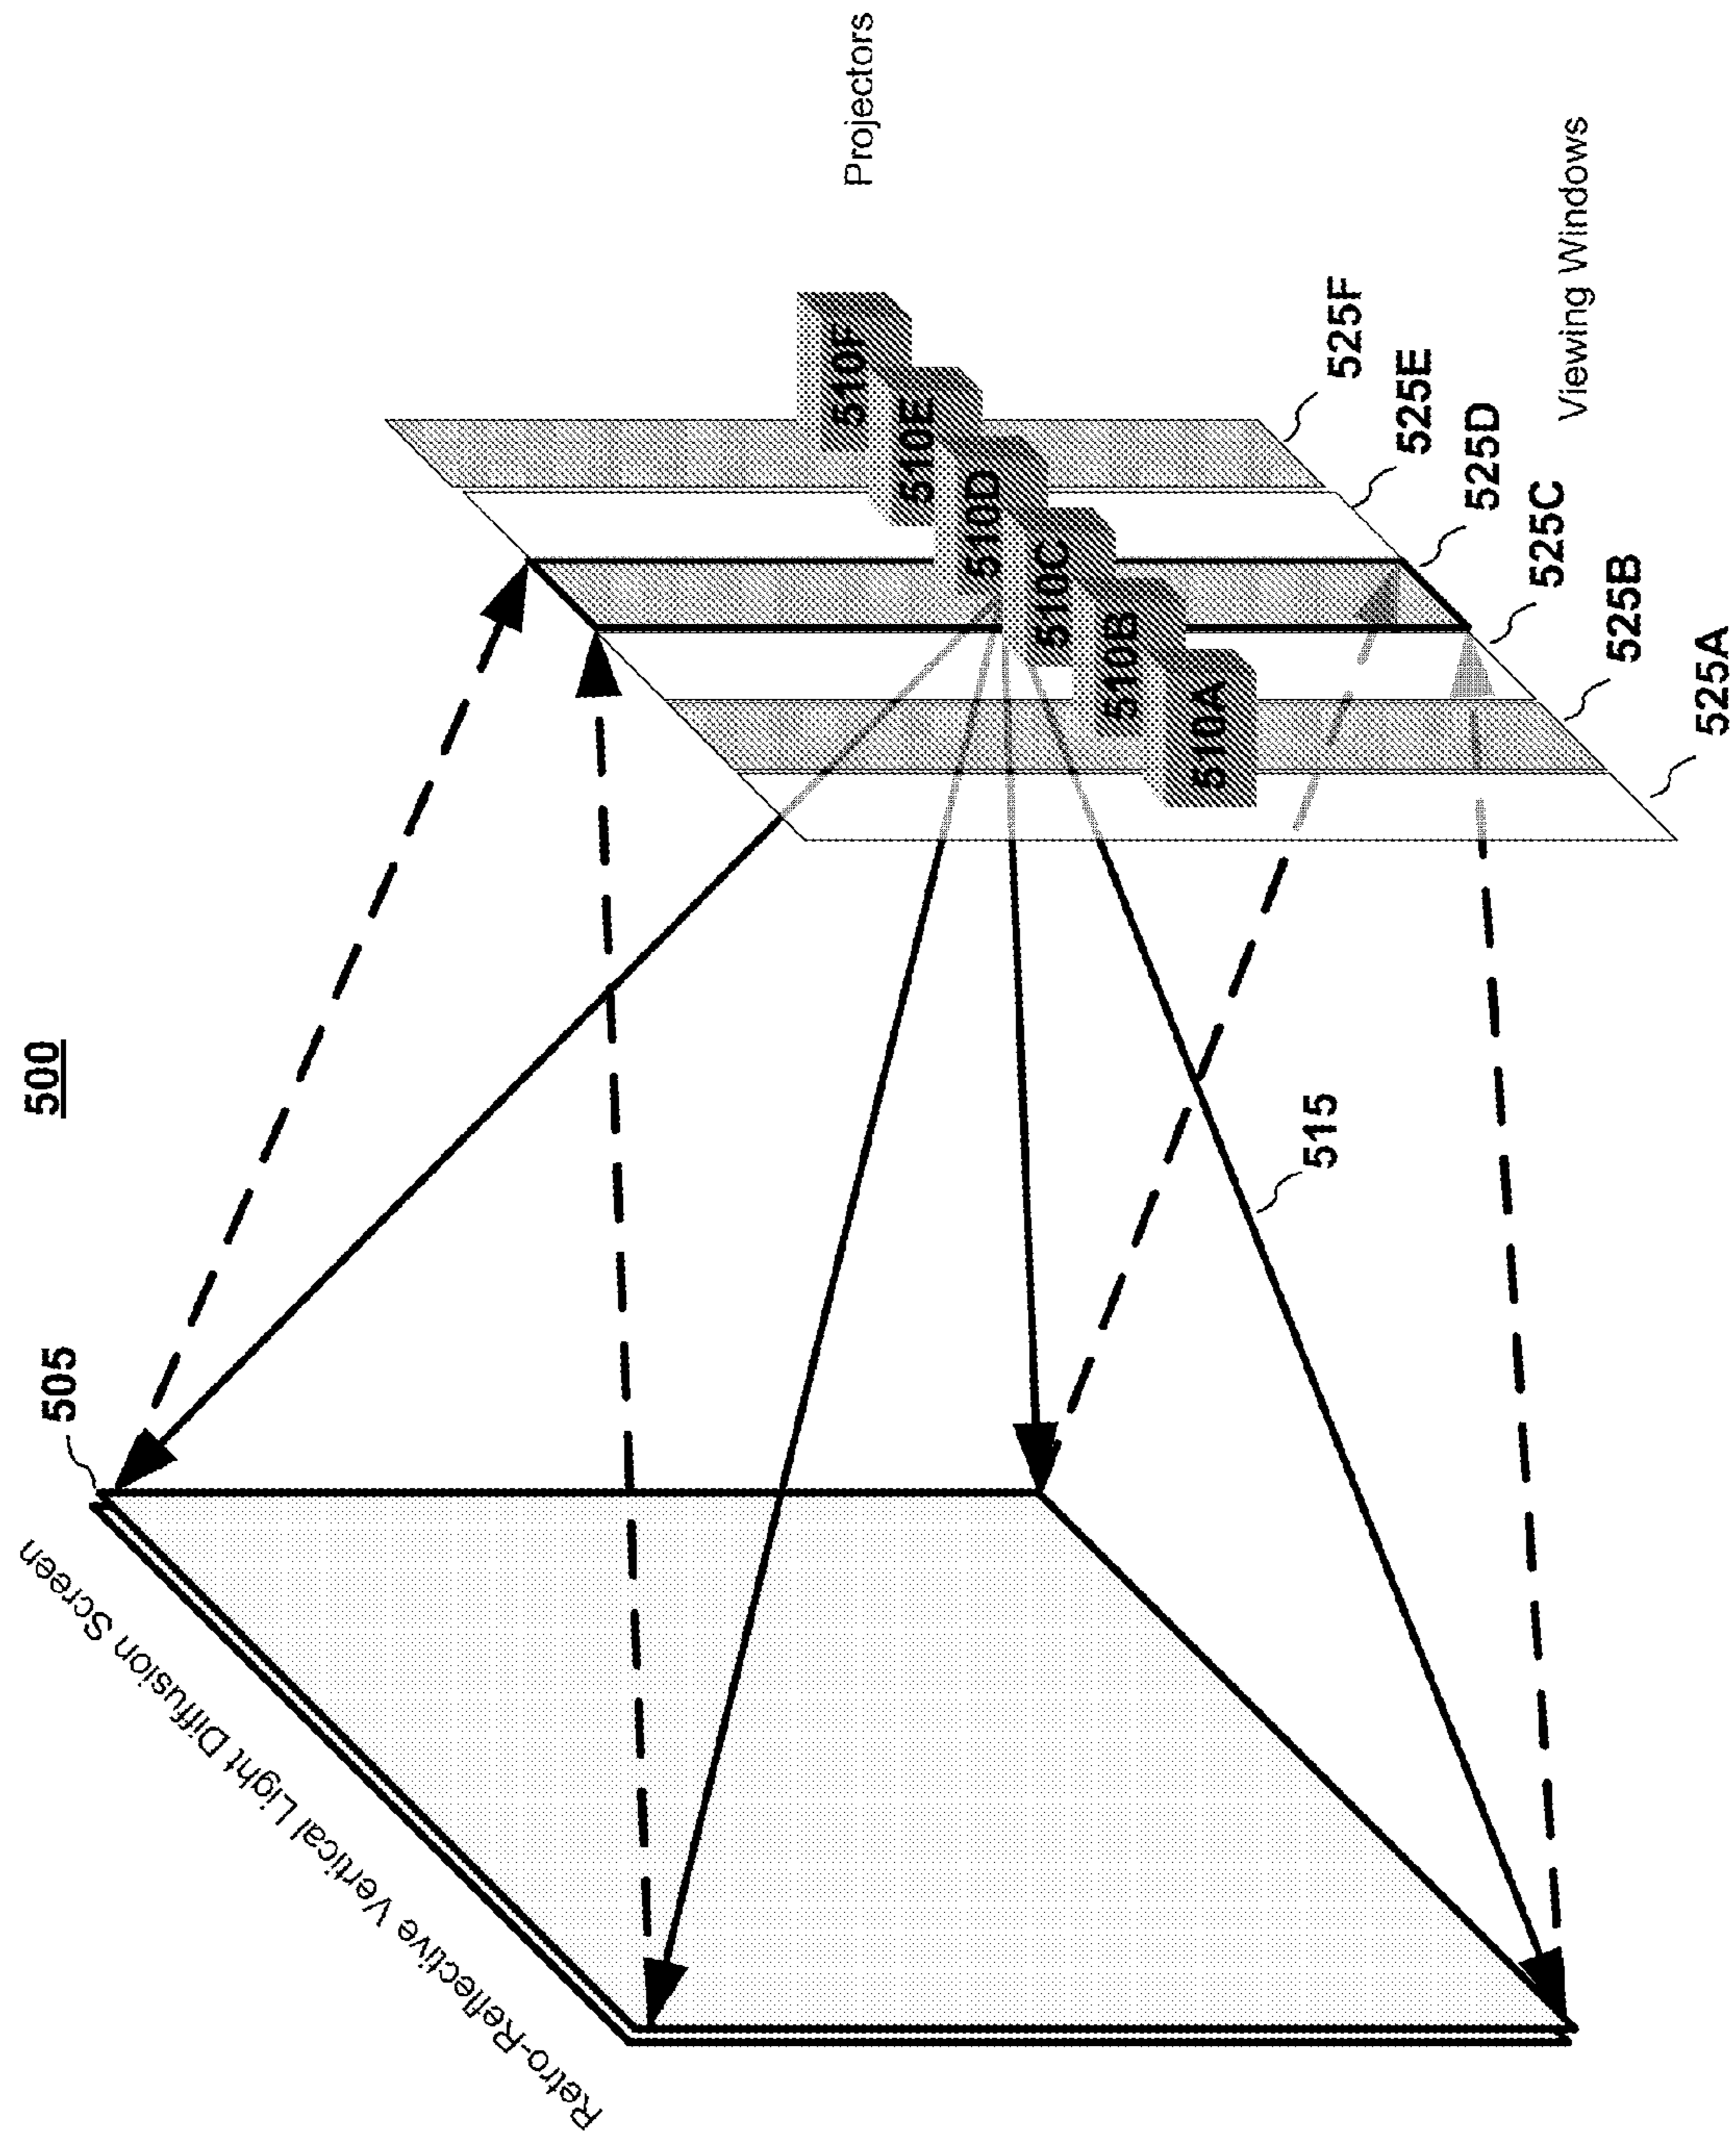 500
505
Retro-Reflective Vertical Light Diffusion Screen
515
Projectors
510F
510E
510D
510C
510B
510A
525F
525E
525D
525C
525B
525A
Viewing Windows